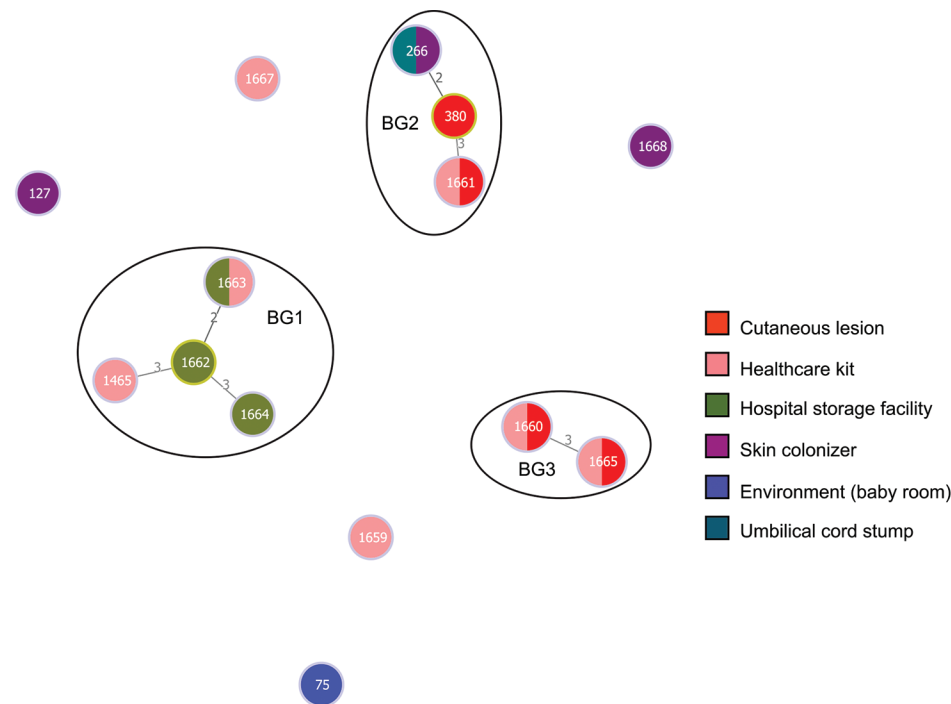 266
1667
2
380
BG2
3
1668
1661
127
1663
BG1
2
1662
3
1465
3
1664
Cutaneous lesion
Healthcare kit
Hospital storage facility
Skin colonizer
Environment (baby room)
Umbilical cord stump
1660
3
1665
BG3
1659
75